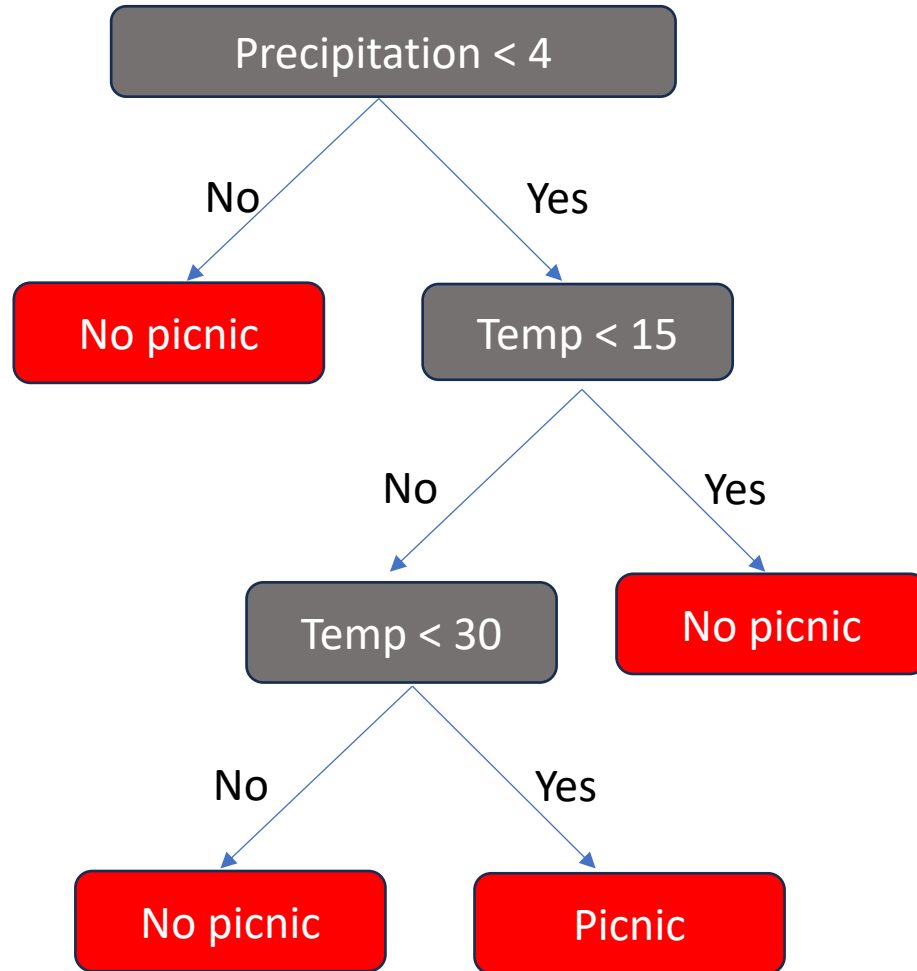 Precipitation < 4
No
Yes
No picnic
Temp < 15
No
Yes
Temp < 30
No picnic
No
Yes
No picnic
Picnic